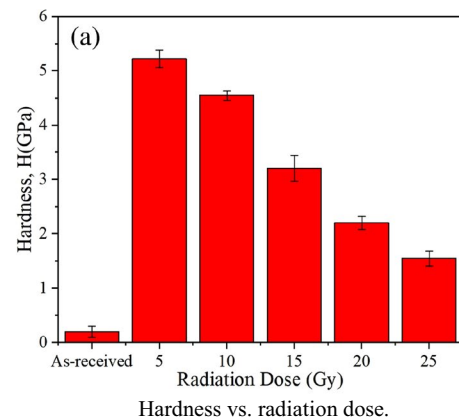 (a)
6
5
4
3
2
1
0
Hardness, H(GPa)
As-received 5 10 15 20 25
Radiation Dose (Gy)
Hardness vs. radiation dose.